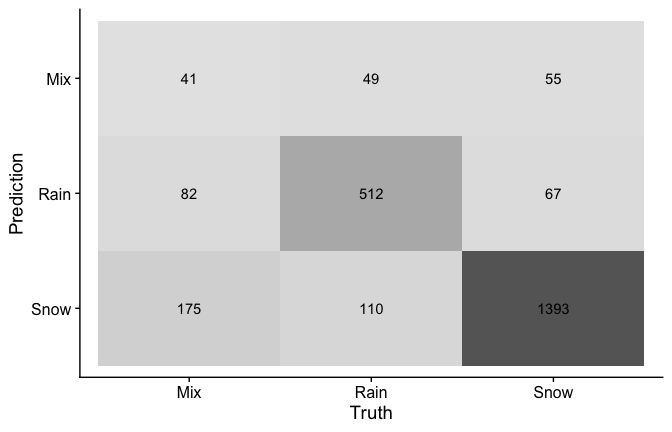 Mix 41 49 55
Prediction
Rain 82 512 67
Snow 175 110 1393
Mix Rain Snow
Truth